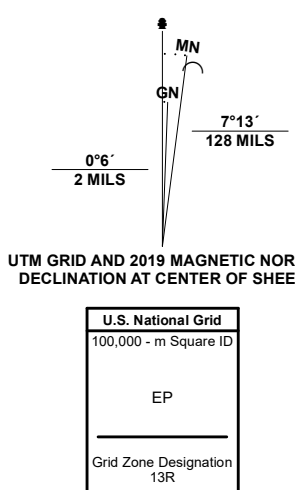 MN
GN
7°13´
128 MILS
0°6´
2 MILS
UTM GRID AND 2019 MAGNETIC NOR
DECLINATION AT CENTER OF SHEE
U.S. National Grid
100,000 - m Square ID
EP
Grid Zone Designation
13R